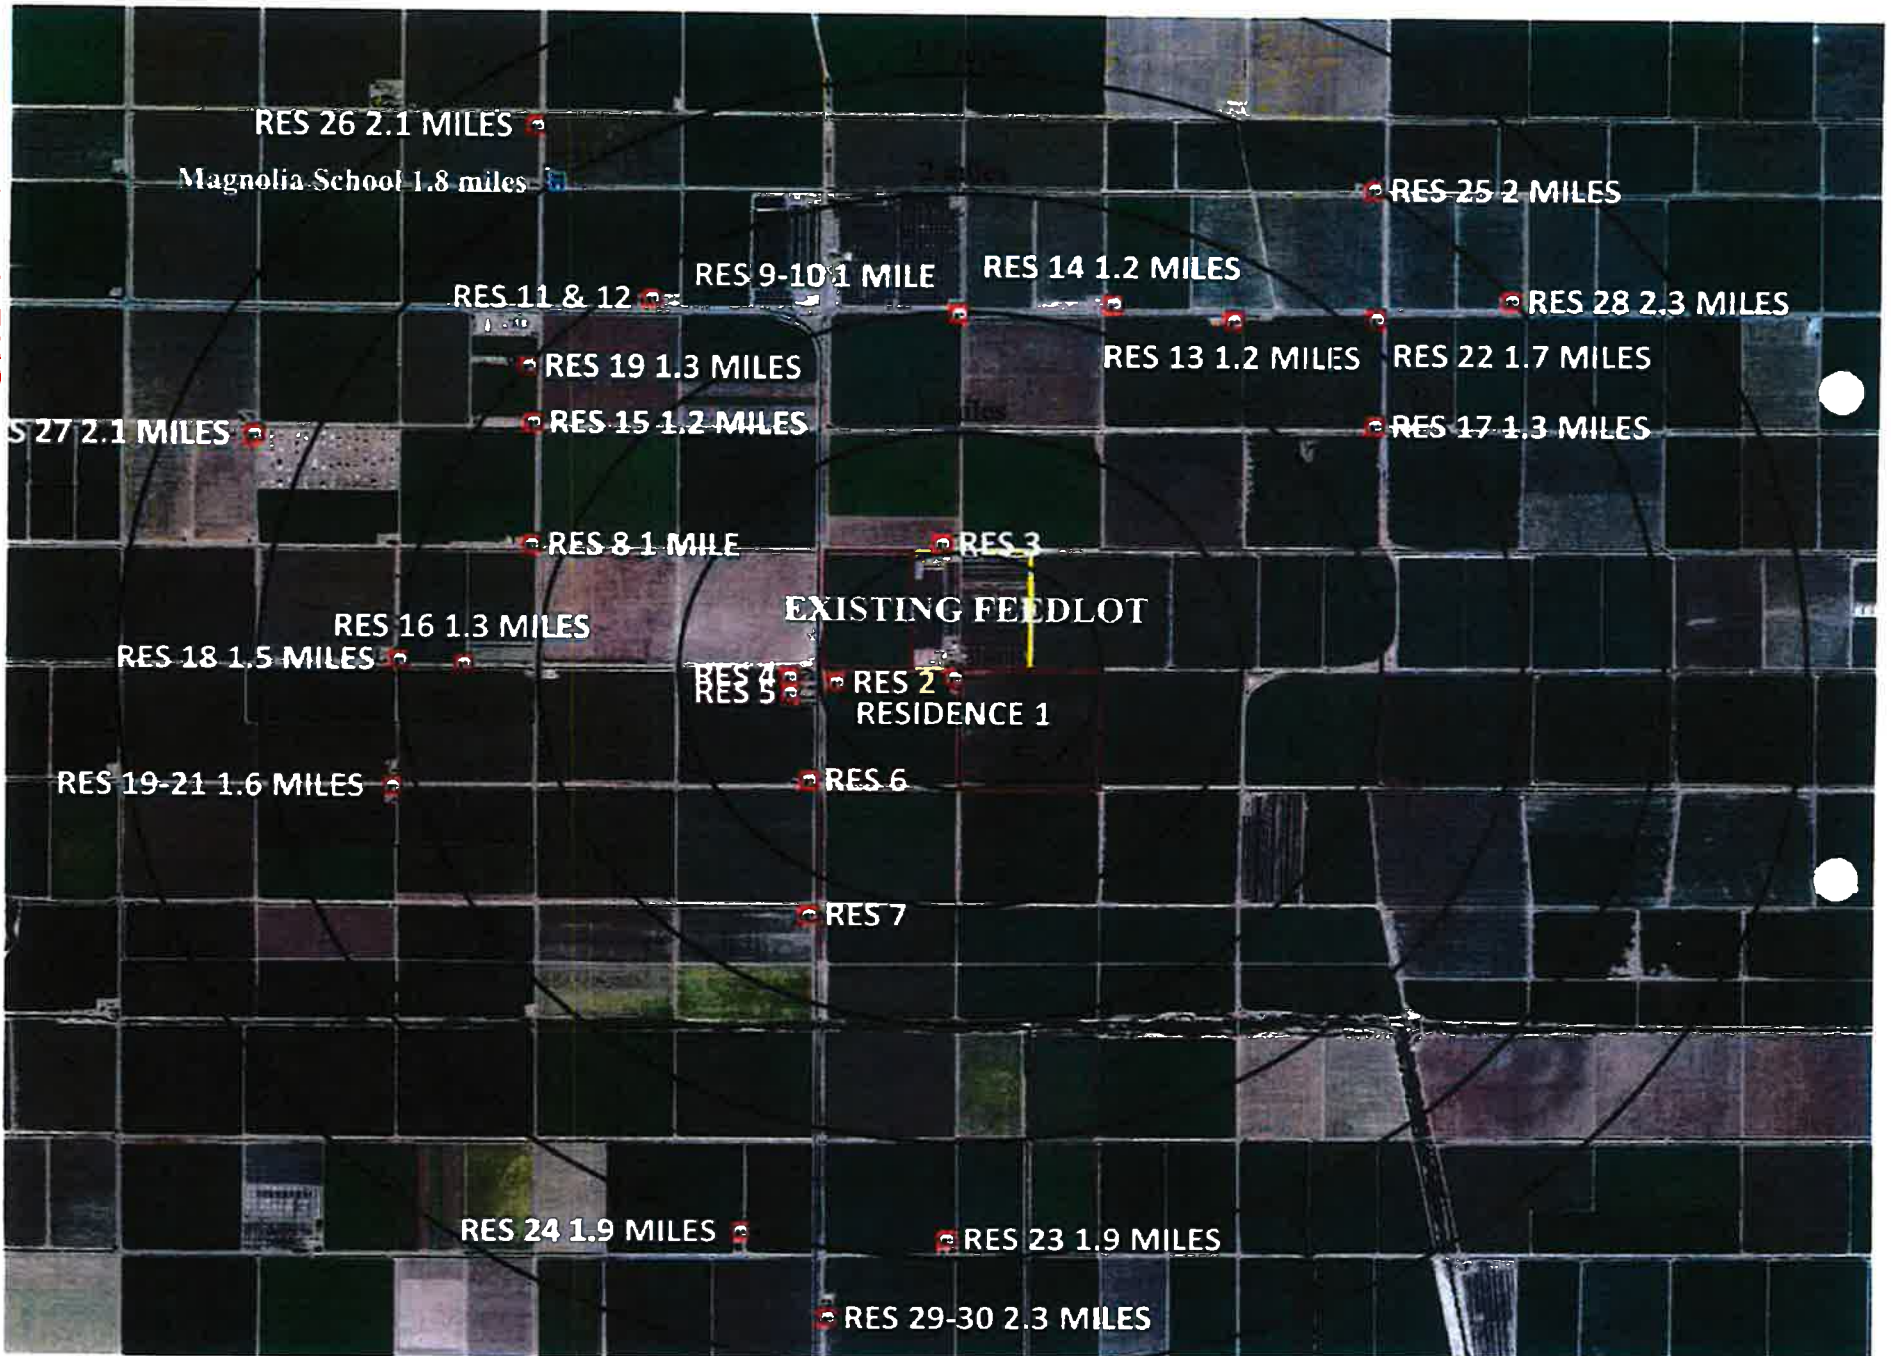 RES 26 2.1 MILES
Magnolia School 1.8 miles
2 miles
RES 25 2 MILES
RES 9-10 1 MILE
RES 14 1.2 MILES
RES 11 & 12
RES 28 2.3 MILES
RES 19 1.3 MILES
RES 13 1.2 MILES
RES 22 1.7 MILES
miles
RES 15 1.2 MILES
RES 17 1.3 MILES
S 27 2.1 MILES
RES 8 1 MILE
RES 3
EXISTING FEEDLOT
RES 16 1.3 MILES
RES 18 1.5 MILES
RES 4
RES 5
RES 2
RESIDENCE 1
RES 19-21 1.6 MILES
RES 6
RES 7
RES 24 1.9 MILES
RES 23 1.9 MILES
RES 29-30 2.3 MILES